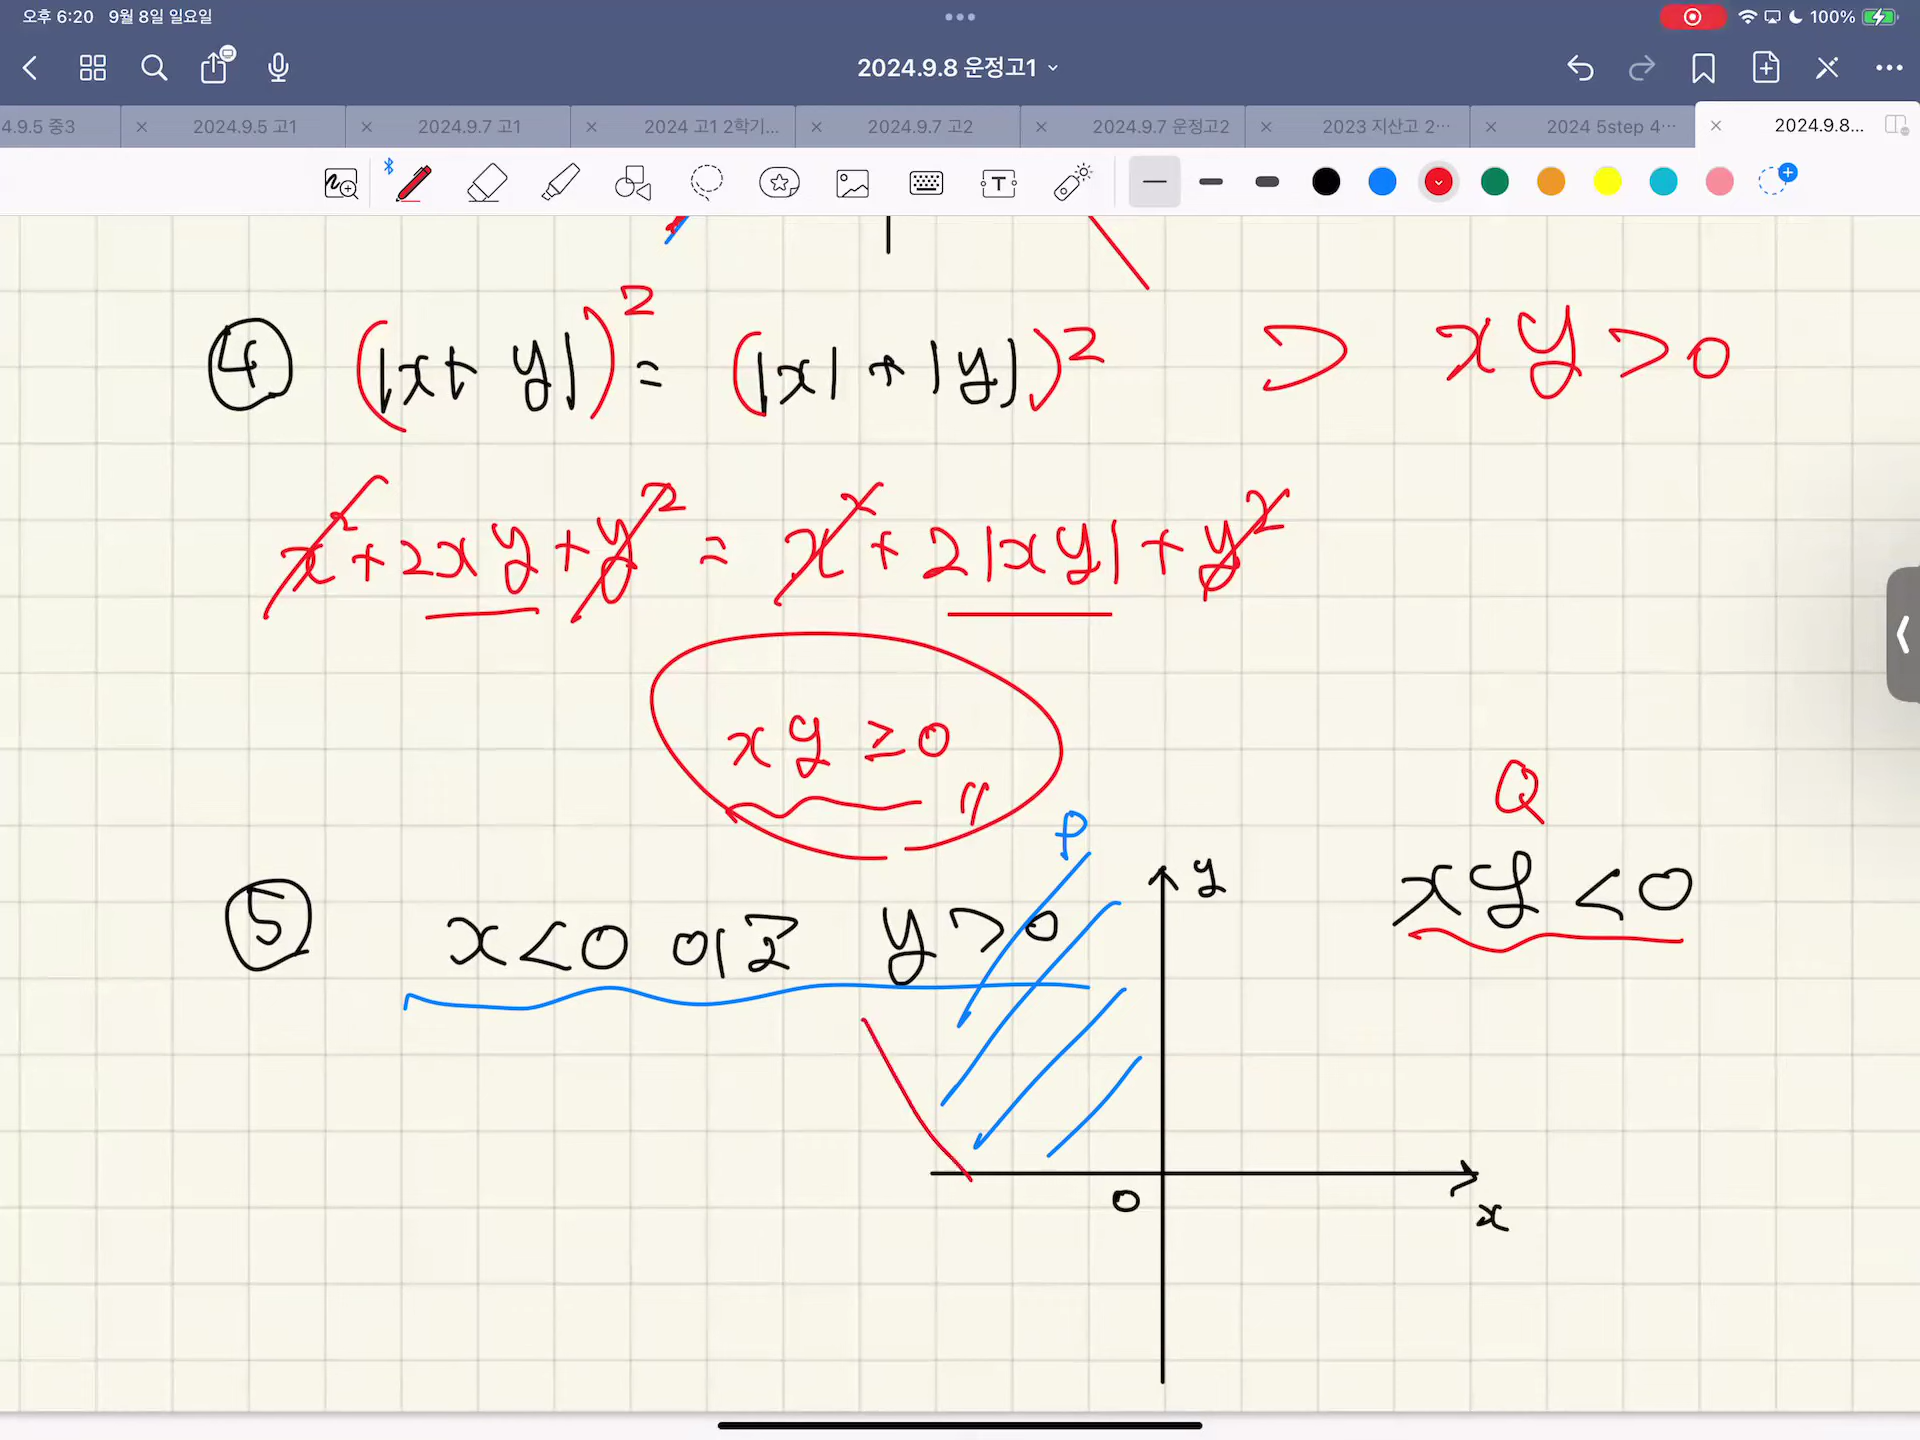 오후 6:20 9월 8일 일요일
100%
2024.9.8 운정고1
4.9.5 중3
2024.9.5 고1
2024.9.7 고1
2024 고1 2학기...
2024.9.7 고2
2024.9.7 운정고2
2023 지산고 2...
2024 5step 4...
2024.9.8...
T
④ (|x+y|)² = (|x|+|y|)² ⊃ xy>0
x²+2xy+y² = x²+2|xy|+y²
xy≥0
P
Q
⑤ x<0 이고 y>0
xy<0
y
0
x